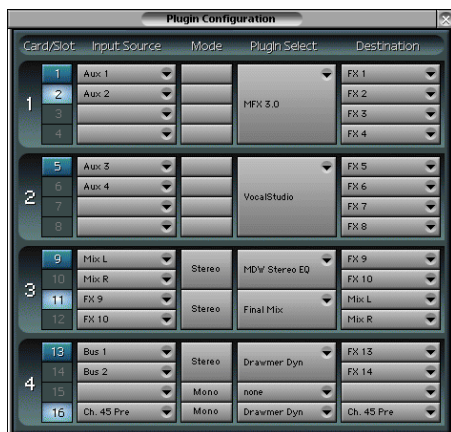 Plugin Configuration
Card/Slot Input Source Mode Plugin Select Destination
1
1 Aux 1 FX 1
2 Aux 2 FX 2
MFX 3.0
3 FX 3
4 FX 4
2
5 Aux 3 FX 5
6 Aux 4 FX 6
VocalStudio
7 FX 7
8 FX 8
3
9 Mix L FX 9
Stereo MDW Stereo EQ
10 Mix R FX 10
11 FX 9 Mix L
Stereo Final Mix
12 FX 10 Mix R
4
13 Bus 1 FX 13
Stereo Drawmer Dyn
14 Bus 2 FX 14
15 Mono none
16 Ch. 45 Pre Mono Drawmer Dyn Ch. 45 Pre